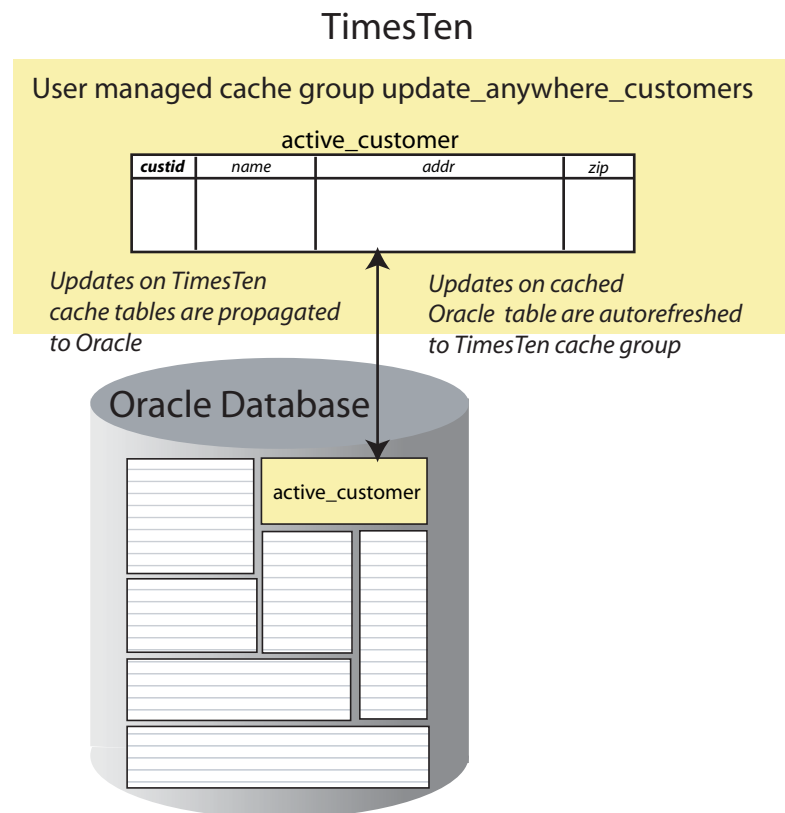 TimesTen
User managed cache group update_anywhere_customers
active_customer
custid name addr zip
Updates on TimesTen
cache tables are propagated
to Oracle
Updates on cached
Oracle table are autorefreshed
to TimesTen cache group
Oracle Database
active_customer